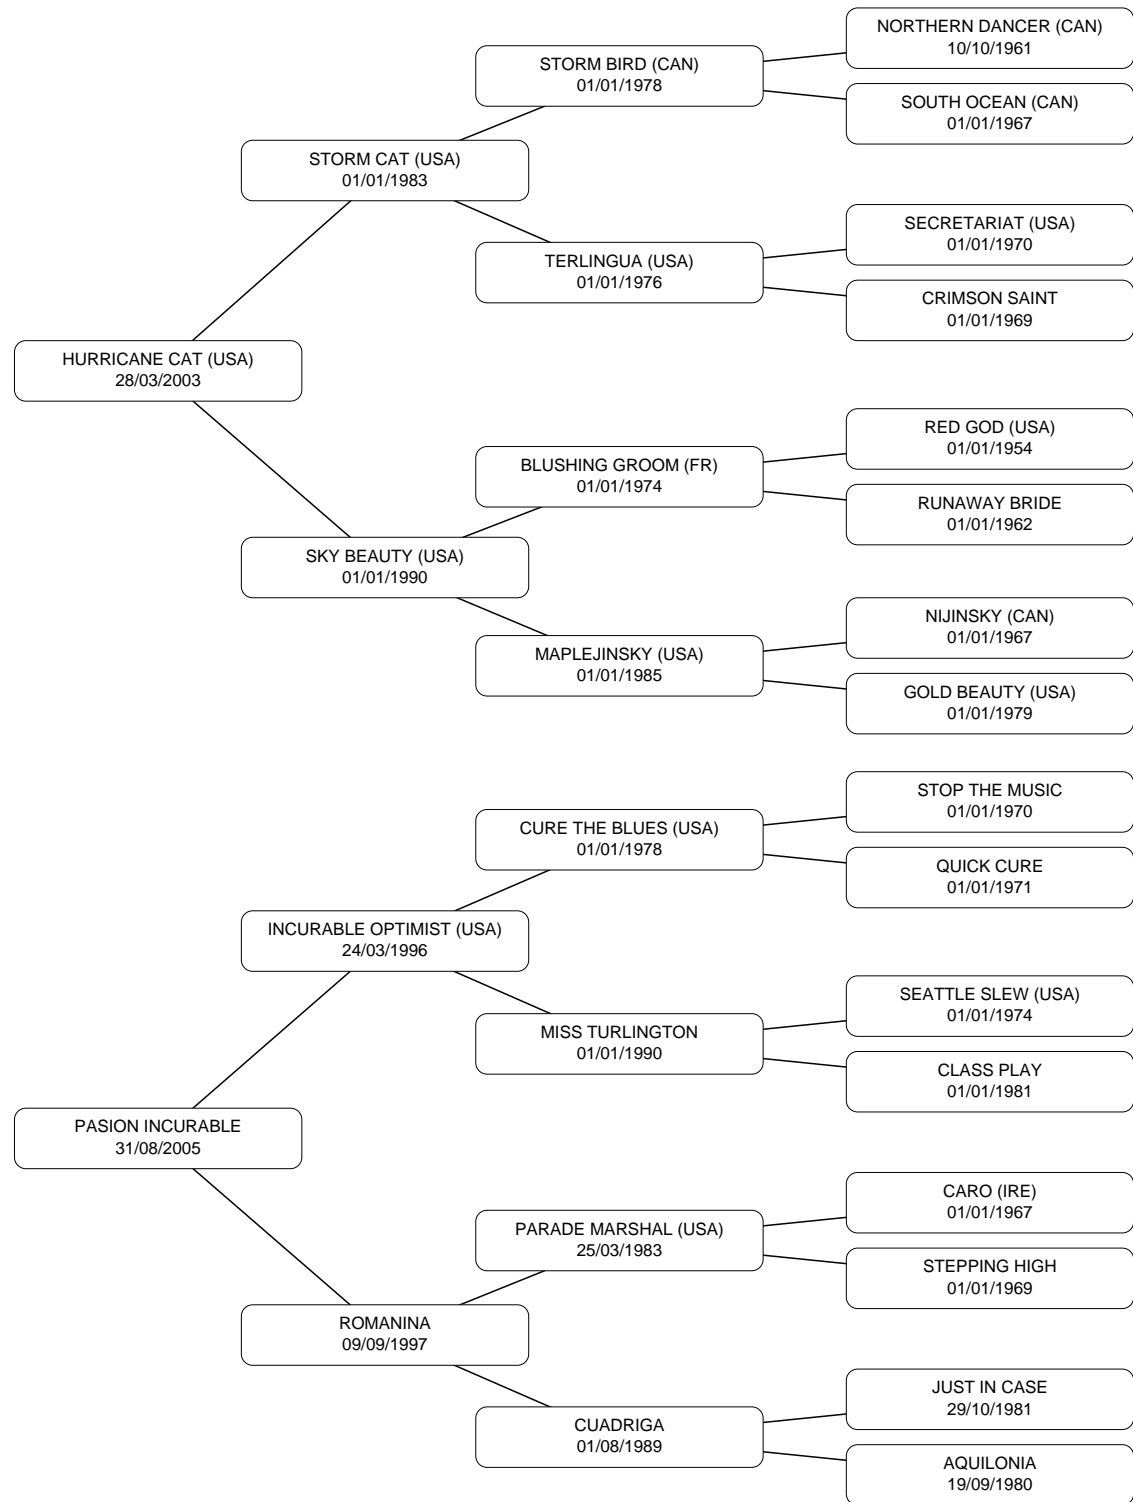 NORTHERN DANCER (CAN)
10/10/1961
STORM BIRD (CAN)
01/01/1978
SOUTH OCEAN (CAN)
01/01/1967
STORM CAT (USA)
01/01/1983
SECRETARIAT (USA)
01/01/1970
TERLINGUA (USA)
01/01/1976
CRIMSON SAINT
01/01/1969
HURRICANE CAT (USA)
28/03/2003
RED GOD (USA)
01/01/1954
BLUSHING GROOM (FR)
01/01/1974
RUNAWAY BRIDE
01/01/1962
SKY BEAUTY (USA)
01/01/1990
NIJINSKY (CAN)
01/01/1967
MAPLEJINSKY (USA)
01/01/1985
GOLD BEAUTY (USA)
01/01/1979
STOP THE MUSIC
01/01/1970
CURE THE BLUES (USA)
01/01/1978
QUICK CURE
01/01/1971
INCURABLE OPTIMIST (USA)
24/03/1996
SEATTLE SLEW (USA)
01/01/1974
MISS TURLINGTON
01/01/1990
CLASS PLAY
01/01/1981
PASION INCURABLE
31/08/2005
CARO (IRE)
01/01/1967
PARADE MARSHAL (USA)
25/03/1983
STEPPING HIGH
01/01/1969
ROMANINA
09/09/1997
JUST IN CASE
29/10/1981
CUADRIGA
01/08/1989
AQUILONIA
19/09/1980